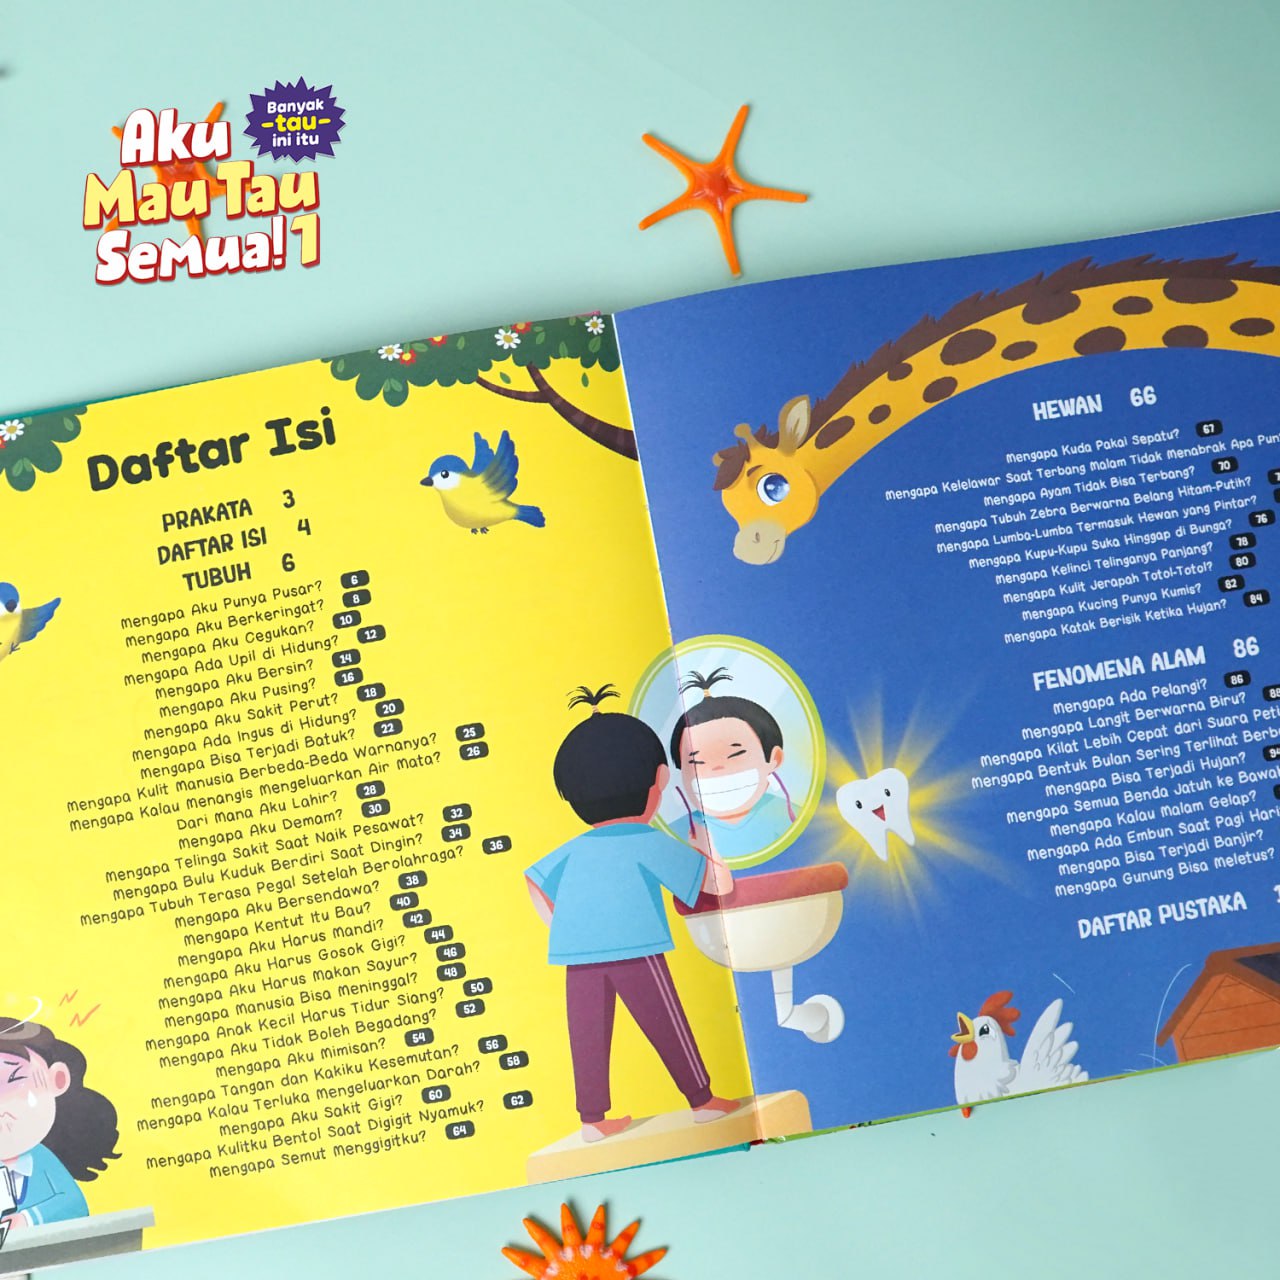 Aku
Mau Tau
Semua! 1
Banyak
-tau-
ini itu
Daftar Isi
PRAKATA 3
DAFTAR ISI 4
TUBUH 6
Mengapa Aku Punya Pusar? 6
Mengapa Aku Berkeringat? 8
Mengapa Aku Cegukan? 10
Mengapa Ada Upil di Hidung? 12
Mengapa Aku Bersin? 14
Mengapa Aku Pusing? 16
Mengapa Aku Sakit Perut? 18
Mengapa Ada Ingus di Hidung? 20
Mengapa Bisa Terjadi Batuk? 22
Mengapa Kulit Manusia Berbeda-Beda Warnanya? 25
Mengapa Kalau Menangis Mengeluarkan Air Mata? 26
Dari Mana Aku Lahir? 28
Mengapa Aku Demam? 30
Mengapa Telinga Sakit Saat Naik Pesawat? 32
Mengapa Bulu Kuduk Berdiri Saat Dingin? 34
Mengapa Tubuh Terasa Pegal Setelah Berolahraga? 36
Mengapa Aku Bersendawa? 38
Mengapa Kentut Itu Bau? 40
Mengapa Aku Harus Mandi? 42
Mengapa Aku Harus Gosok Gigi? 44
Mengapa Aku Harus Makan Sayur? 46
Mengapa Manusia Bisa Meninggal? 48
Mengapa Anak Kecil Harus Tidur Siang? 50
Mengapa Aku Tidak Boleh Begadang? 52
Mengapa Aku Mimisan? 54
Mengapa Tangan dan Kakiku Kesemutan? 56
Mengapa Kalau Terluka Mengeluarkan Darah? 58
Mengapa Aku Sakit Gigi? 60
Mengapa Kulitku Bentol Saat Digigit Nyamuk? 62
Mengapa Semut Menggigitku? 64
HEWAN 66
Mengapa Kuda Pakai Sepatu? 67
Mengapa Kelelawar Saat Terbang Malam Tidak Menabrak Apa Pun
Mengapa Ayam Tidak Bisa Terbang? 70
Mengapa Tubuh Zebra Berwarna Belang Hitam-Putih?
Mengapa Lumba-Lumba Termasuk Hewan yang Pintar?
Mengapa Kupu-Kupu Suka Hinggap di Bunga? 76
Mengapa Kelinci Telinganya Panjang? 78
Mengapa Kulit Jerapah Totol-Totol? 80
Mengapa Kucing Punya Kumis? 82
Mengapa Katak Berisik Ketika Hujan? 84
FENOMENA ALAM 86
Mengapa Ada Pelangi? 86
Mengapa Langit Berwarna Biru? 88
Mengapa Kilat Lebih Cepat dari Suara Peti
Mengapa Bentuk Bulan Sering Terlihat Berb
Mengapa Bisa Terjadi Hujan? 94
Mengapa Semua Benda Jatuh ke Bawah
Mengapa Kalau Malam Gelap?
Mengapa Ada Embun Saat Pagi Hari
Mengapa Bisa Terjadi Banjir?
Mengapa Gunung Bisa Meletus?
DAFTAR PUSTAKA